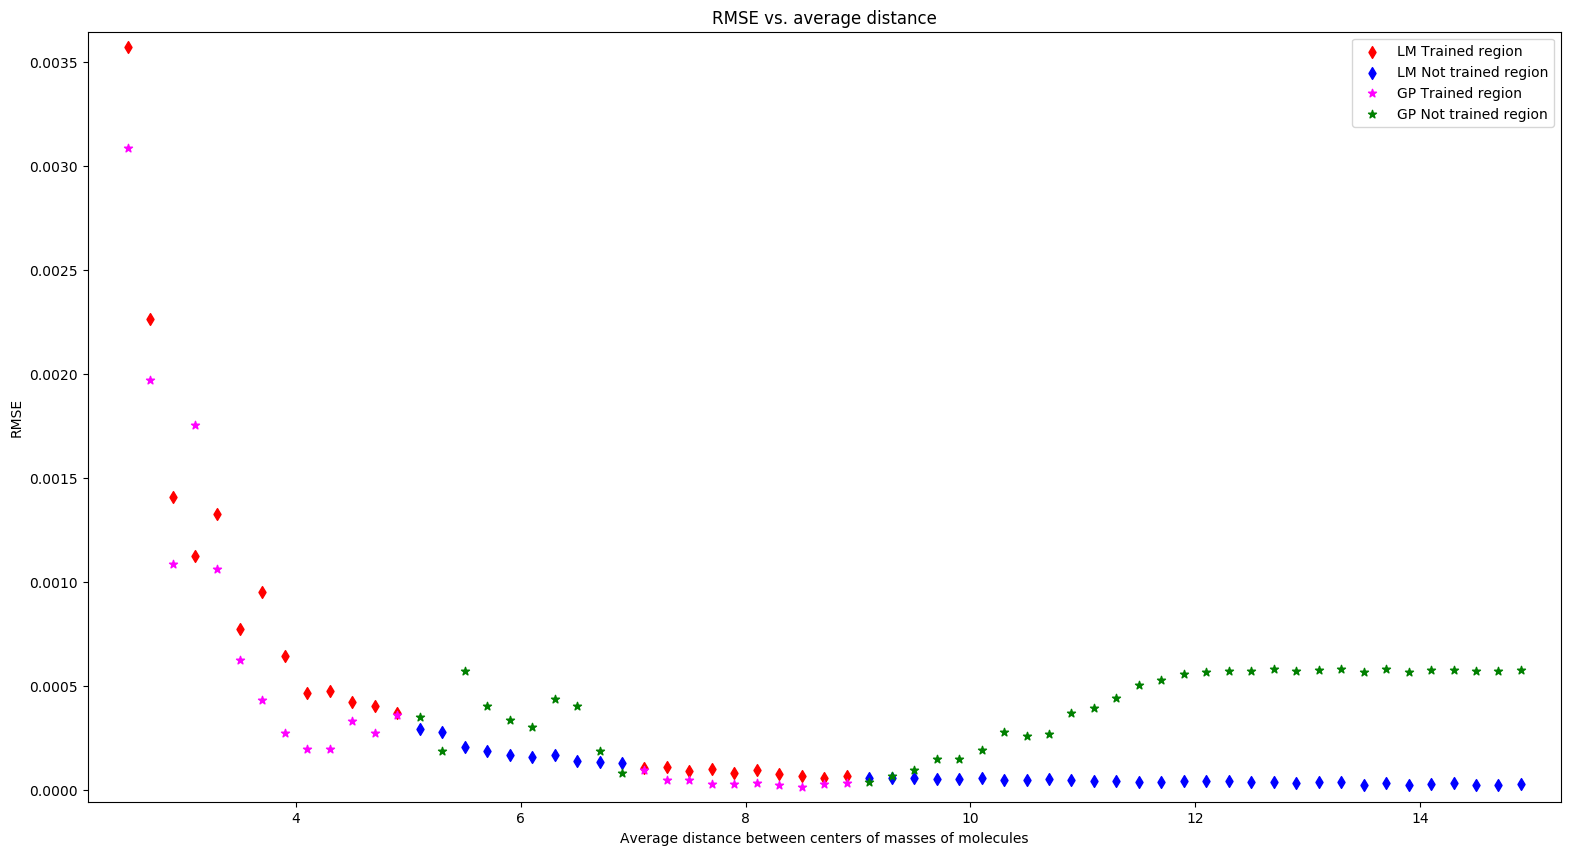 RMSE vs. average distance
LM Trained region
LM Not trained region
GP Trained region
GP Not trained region
RMSE
0.0035
0.0030
0.0025
0.0020
0.0015
0.0010
0.0005
0.0000
4
6
8
10
12
14
Average distance between centers of masses of molecules